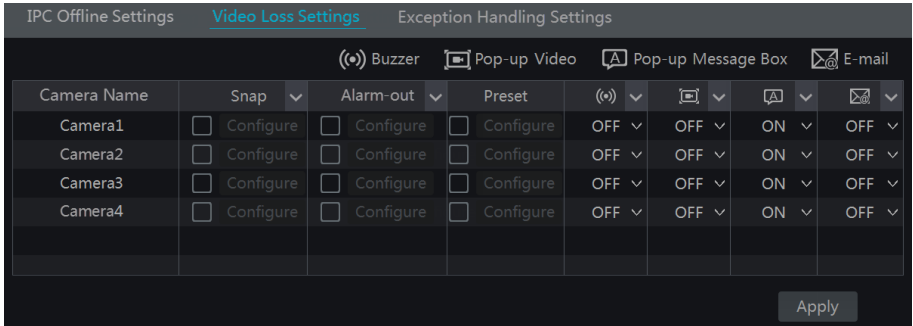 IPC Offline Settings Video Loss Settings Exception Handling Settings
Buzzer Pop-up Video A Pop-up Message Box E-mail
Camera Name Snap Alarm-out Preset A
Camera1 Configure Configure Configure OFF OFF ON OFF
Camera2 Configure Configure Configure OFF OFF ON OFF
Camera3 Configure Configure Configure OFF OFF ON OFF
Camera4 Configure Configure Configure OFF OFF ON OFF
Apply